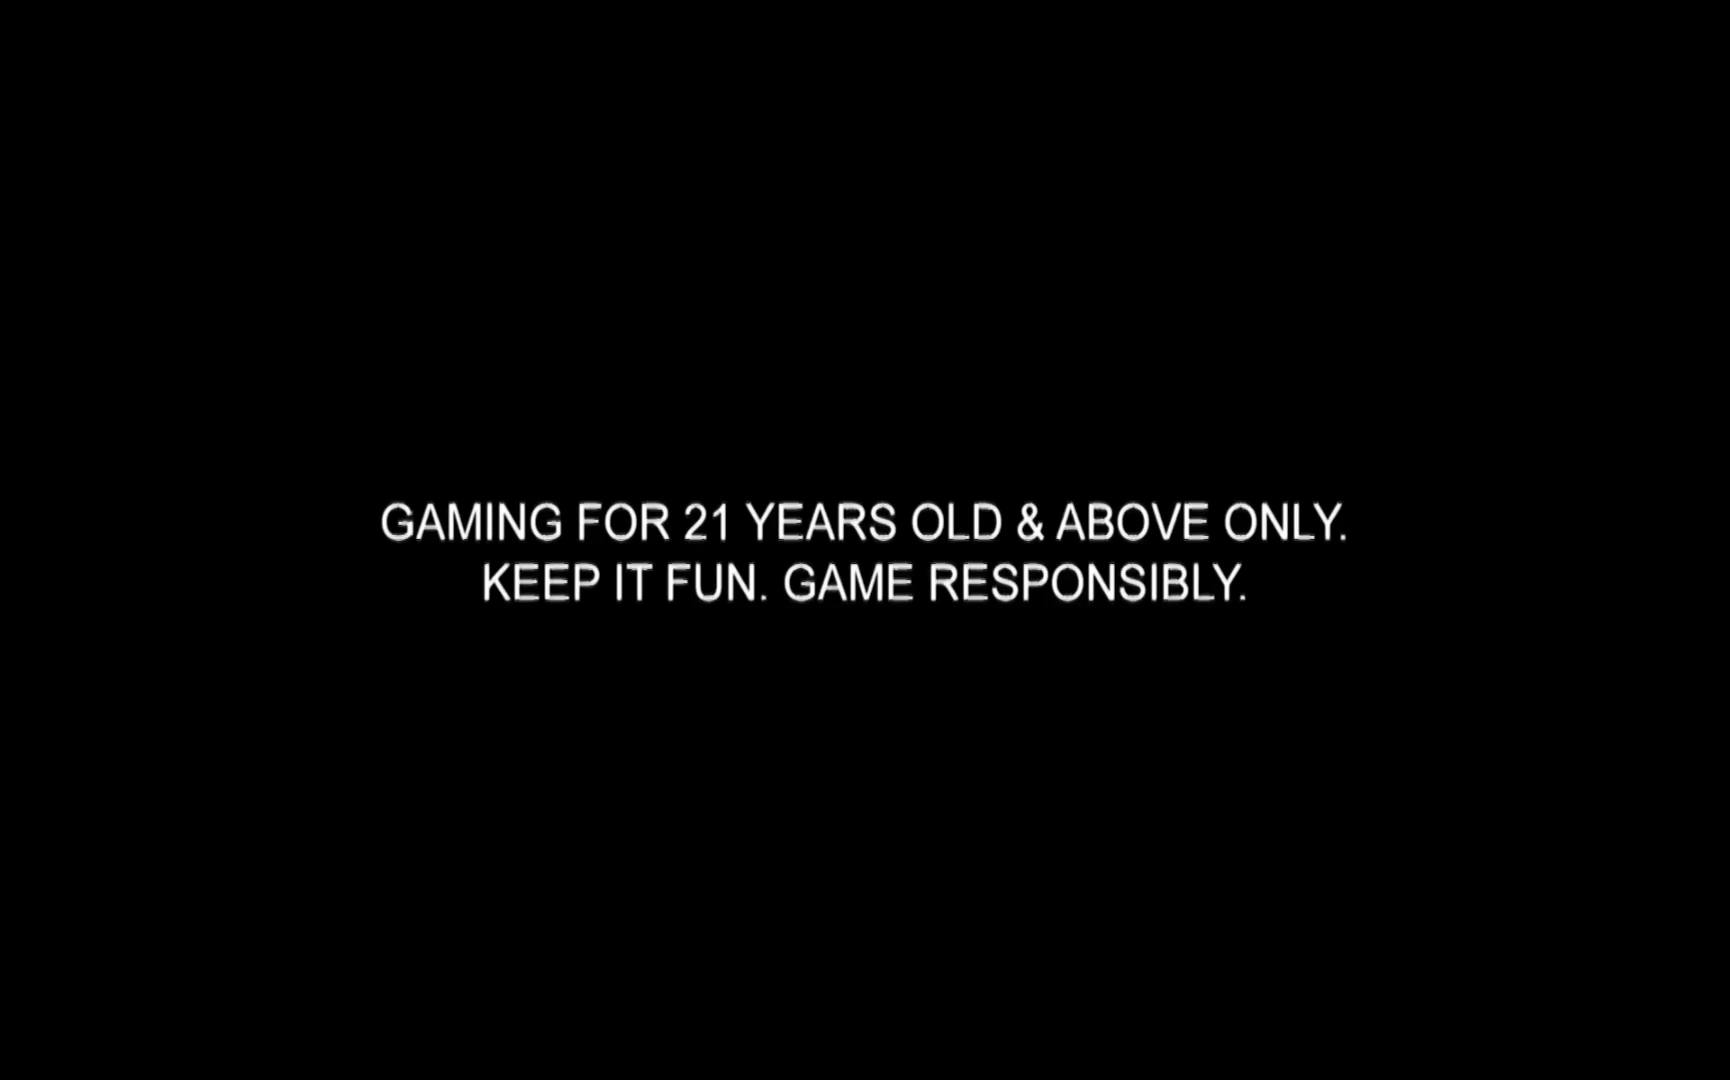 GAMING FOR 21 YEARS OLD & ABOVE ONLY.
KEEP IT FUN. GAME RESPONSIBLY.